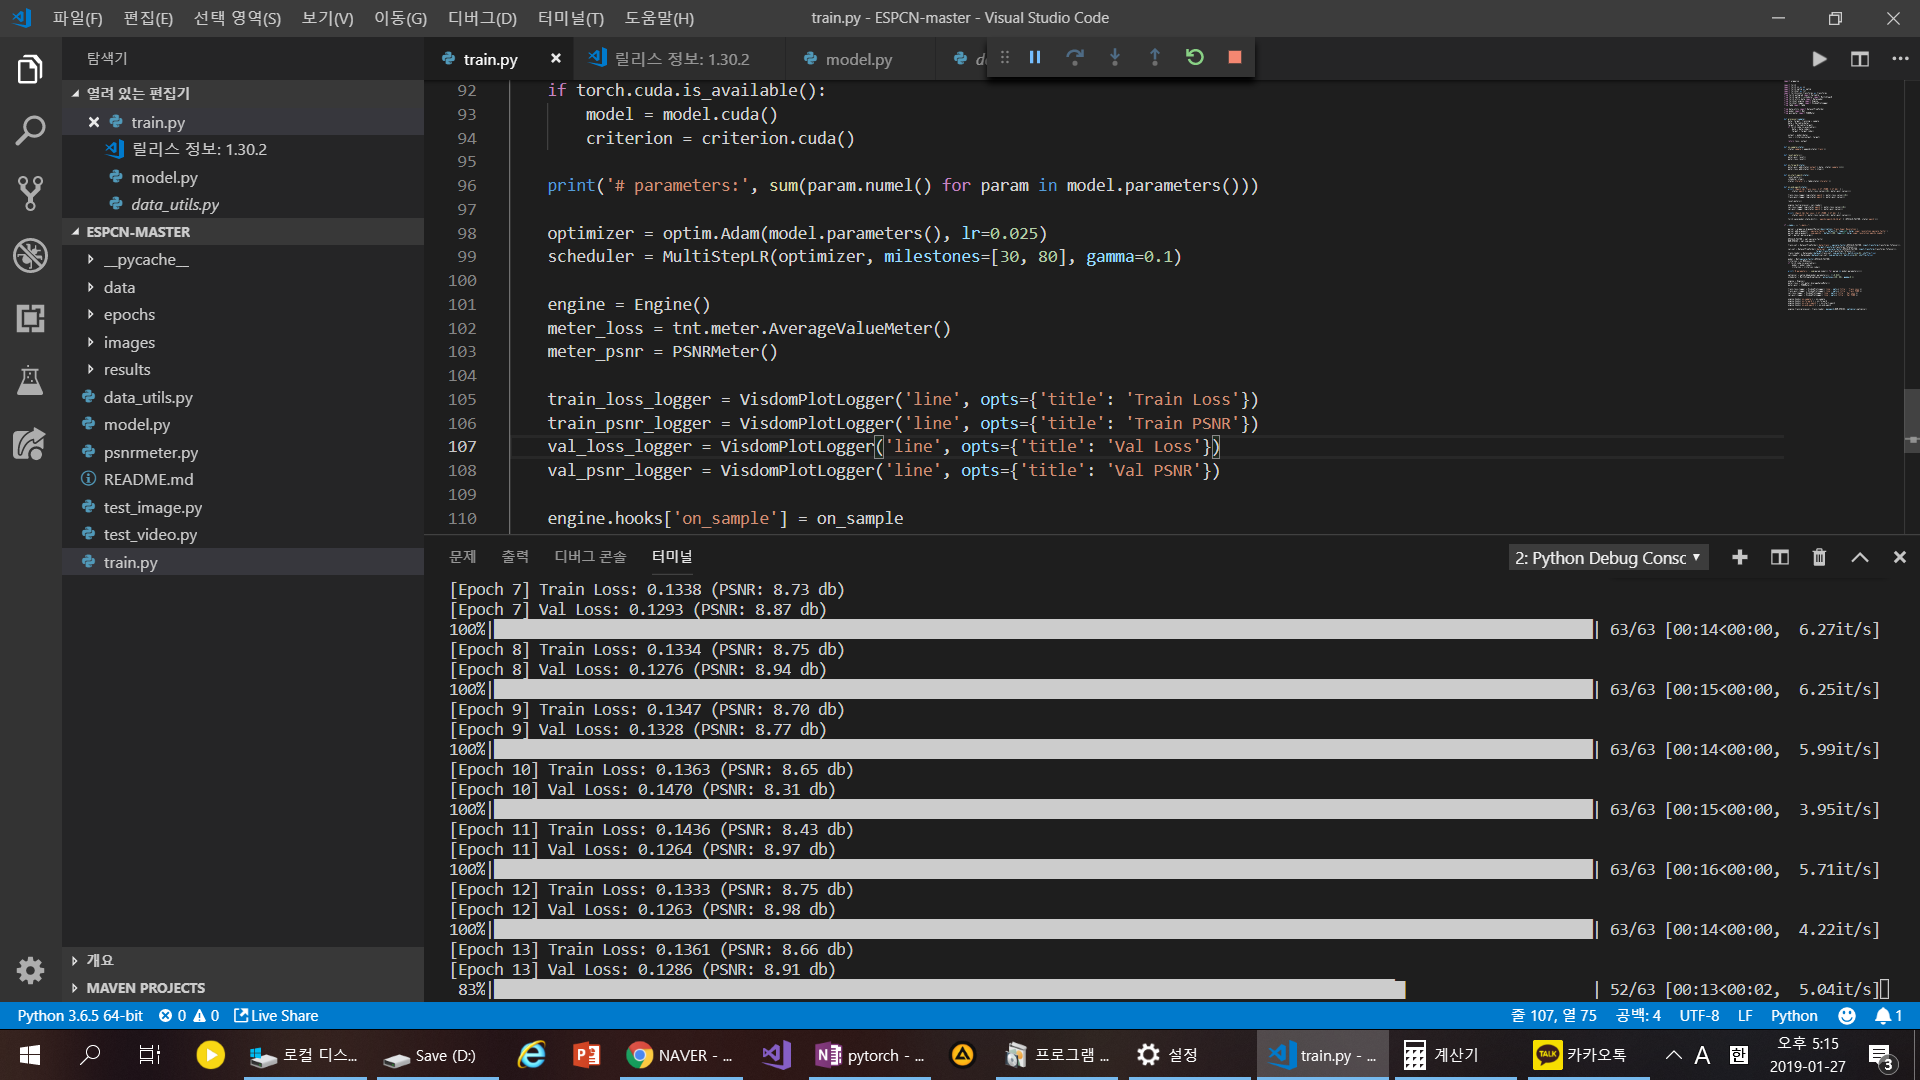 파일(F) 편집(E) 선택 영역(S) 보기(V) 이동(G) 디버그(D) 터미널(T) 도움말(H)
train.py - ESPCN-master - Visual Studio Code
탐색기
열려 있는 편집기
train.py
릴리스 정보: 1.30.2
model.py
data_utils.py
ESPCN-MASTER
__pycache__
data
epochs
images
results
data_utils.py
model.py
psnrmeter.py
README.md
test_image.py
test_video.py
train.py
개요
MAVEN PROJECTS
train.py 릴리스 정보: 1.30.2 model.py
92 if torch.cuda.is_available():
93 model = model.cuda()
94 criterion = criterion.cuda()
95
96 print('# parameters:', sum(param.numel() for param in model.parameters()))
97
98 optimizer = optim.Adam(model.parameters(), lr=0.025)
99 scheduler = MultiStepLR(optimizer, milestones=[30, 80], gamma=0.1)
100
101 engine = Engine()
102 meter_loss = tnt.meter.AverageValueMeter()
103 meter_psnr = PSNRMeter()
104
105 train_loss_logger = VisdomPlotLogger('line', opts={'title': 'Train Loss'})
106 train_psnr_logger = VisdomPlotLogger('line', opts={'title': 'Train PSNR'})
107 val_loss_logger = VisdomPlotLogger('line', opts={'title': 'Val Loss'})
108 val_psnr_logger = VisdomPlotLogger('line', opts={'title': 'Val PSNR'})
109
110 engine.hooks['on_sample'] = on_sample
문제 출력 디버그 콘솔 터미널
2: Python Debug Consc
[Epoch 7] Train Loss: 0.1338 (PSNR: 8.73 db)
[Epoch 7] Val Loss: 0.1293 (PSNR: 8.87 db)
100%| | 63/63 [00:14<00:00, 6.27it/s]
[Epoch 8] Train Loss: 0.1334 (PSNR: 8.75 db)
[Epoch 8] Val Loss: 0.1276 (PSNR: 8.94 db)
100%| | 63/63 [00:15<00:00, 6.25it/s]
[Epoch 9] Train Loss: 0.1347 (PSNR: 8.70 db)
[Epoch 9] Val Loss: 0.1328 (PSNR: 8.77 db)
100%| | 63/63 [00:14<00:00, 5.99it/s]
[Epoch 10] Train Loss: 0.1363 (PSNR: 8.65 db)
[Epoch 10] Val Loss: 0.1470 (PSNR: 8.31 db)
100%| | 63/63 [00:15<00:00, 3.95it/s]
[Epoch 11] Train Loss: 0.1436 (PSNR: 8.43 db)
[Epoch 11] Val Loss: 0.1264 (PSNR: 8.97 db)
100%| | 63/63 [00:16<00:00, 5.71it/s]
[Epoch 12] Train Loss: 0.1333 (PSNR: 8.75 db)
[Epoch 12] Val Loss: 0.1263 (PSNR: 8.98 db)
100%| | 63/63 [00:14<00:00, 4.22it/s]
[Epoch 13] Train Loss: 0.1361 (PSNR: 8.66 db)
[Epoch 13] Val Loss: 0.1286 (PSNR: 8.91 db)
83%| | 52/63 [00:13<00:02, 5.04it/s]
Python 3.6.5 64-bit 0 0 Live Share
줄 107, 열 75 공백: 4 UTF-8 LF Python 1
로컬 디스... Save (D:) NAVER - ... pytorch - ... 프로그램 ... 설정 train.py - ... 계산기 TALK 카카오톡 A 한
오후 5:15
2019-01-27
3